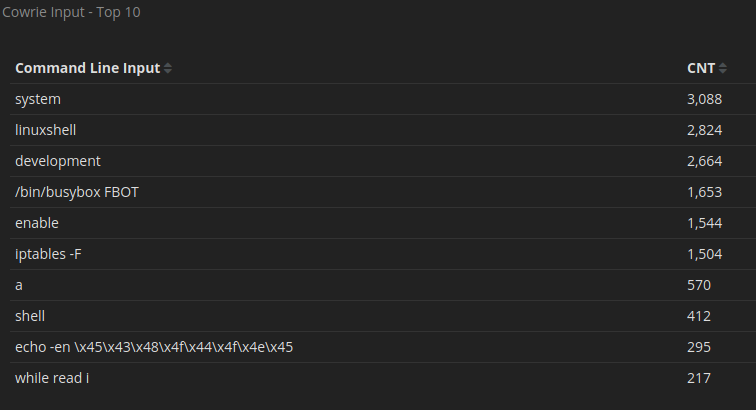 Cowrie Input - Top 10
Command Line Input CNT
system 3,088
linuxshell 2,824
development 2,664
/bin/busybox FBOT 1,653
enable 1,544
iptables -F 1,504
a 570
shell 412
echo -en \x45\x43\x48\x4f\x44\x4f\x4e\x45 295
while read i 217